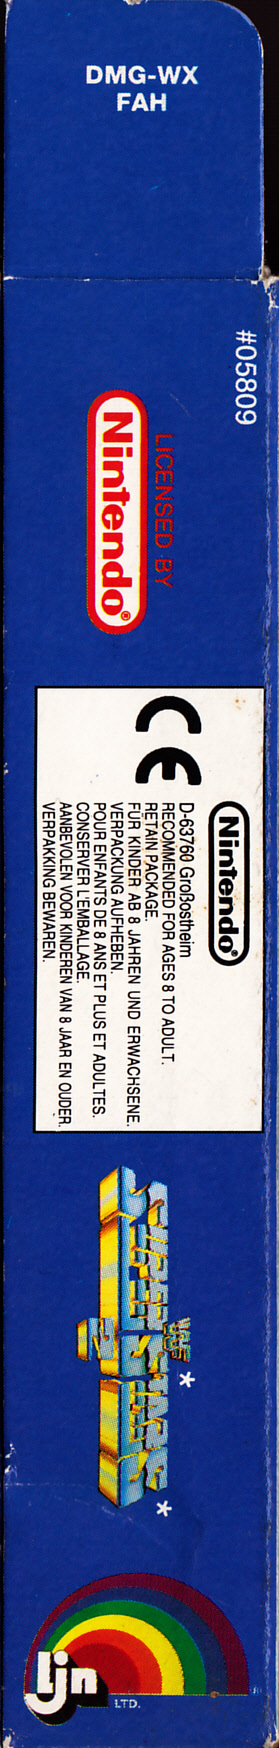 DMG-WX
FAH
#05809
LICENSED BY
Nintendo®
Nintendo®
CE
D-63760 Großostheim
RECOMMENDED FOR AGES 8 TO ADULT.
RETAIN PACKAGE.
FÜR KINDER AB 8 JAHREN UND ERWACHSENE.
VERPACKUNG AUFHEBEN.
POUR ENFANTS DE 8 ANS ET PLUS ET ADULTES.
CONSERVER L'EMBALLAGE.
AANBEVOLEN VOOR KINDEREN VAN 8 JAAR EN OUDER.
VERPAKKING BEWAREN.
WWF*
SUPERSTARS*
2
ljn
LTD.